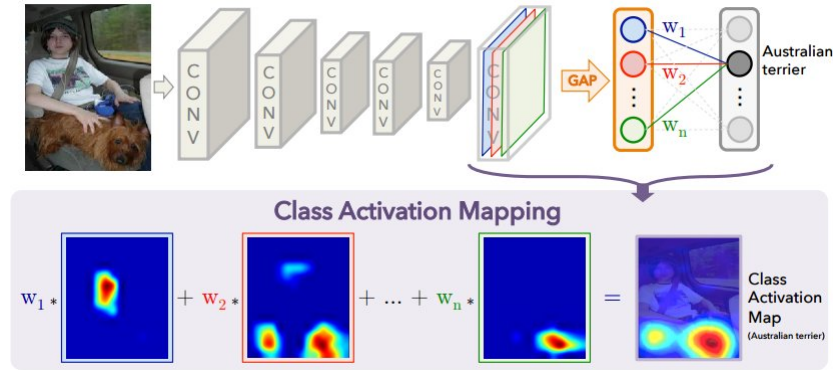 CONV
CONV
CONV
CONV
CONV
CONV
GAP
w1
w2
wn
Australian
terrier
Class Activation Mapping
w1 * + w2 * + ... + wn * =
Class
Activation
Map
(Australian terrier)